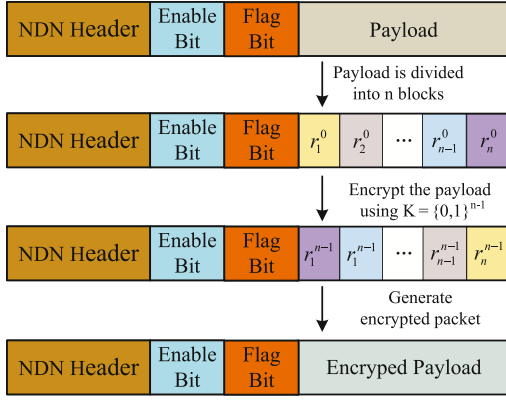 NDN Header Enable Bit Flag Bit Payload
Payload is divided
into n blocks
NDN Header Enable Bit Flag Bit r_1^0 r_2^0 ... r_{n-1}^0 r_n^0
Encrypt the payload
using K = {0,1}^{n-1}
NDN Header Enable Bit Flag Bit r_1^{n-1} r_1^{n-1} ... r_{n-1}^{n-1} r_n^{n-1}
Generate
encrypted packet
NDN Header Enable Bit Flag Bit Encryped Payload